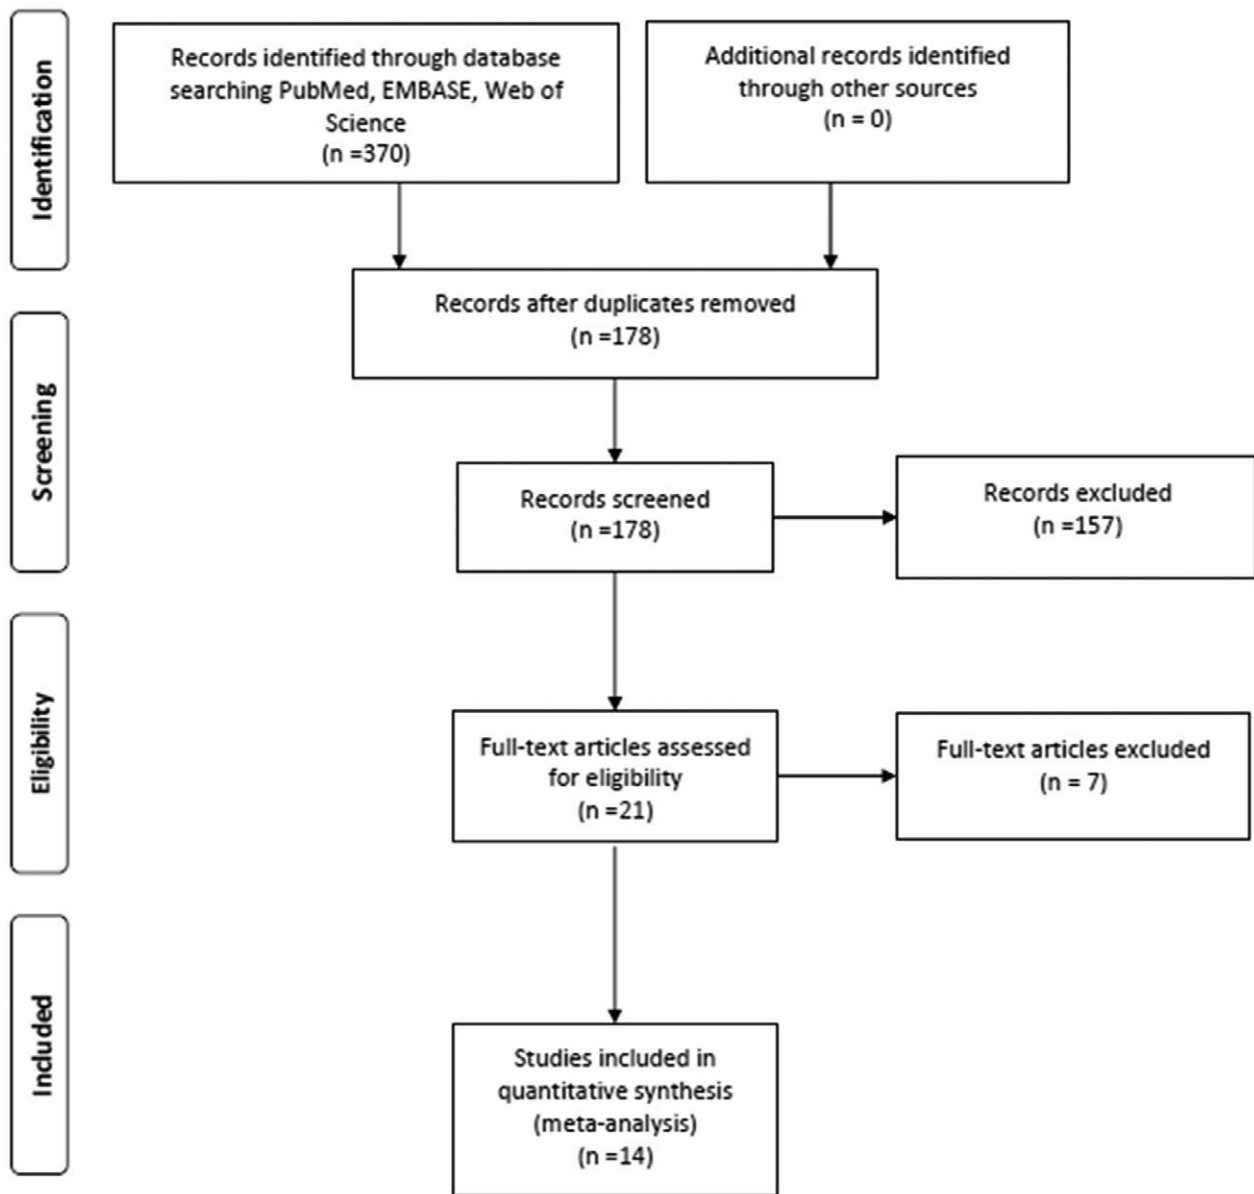 Identification
Records identified through database
searching PubMed, EMBASE, Web of
Science
(n =370)
Additional records identified
through other sources
(n = 0)
Records after duplicates removed
(n =178)
Screening
Records screened
(n =178)
Records excluded
(n =157)
Eligibility
Full-text articles assessed
for eligibility
(n =21)
Full-text articles excluded
(n = 7)
Included
Studies included in
quantitative synthesis
(meta-analysis)
(n =14)